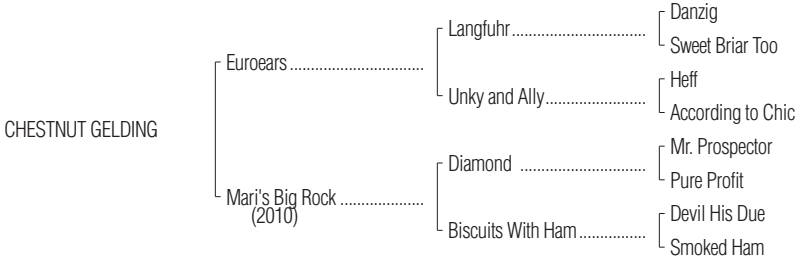 CHESTNUT GELDING
Euroears ................................
Mari's Big Rock ....................
(2010)
Langfuhr................................
Unky and Ally........................
Diamond ..............................
Biscuits With Ham................
Danzig
Sweet Briar Too
Heff
According to Chic
Mr. Prospector
Pure Profit
Devil His Due
Smoked Ham